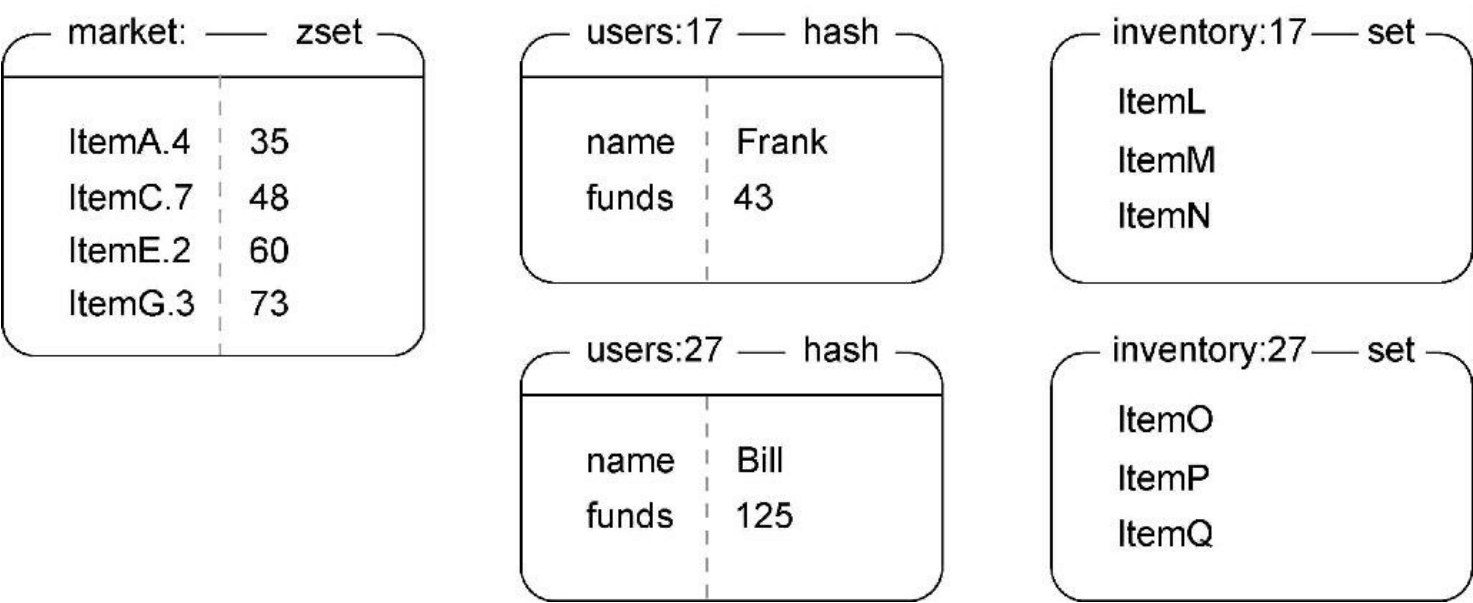 market: zset
ItemA.4 35
ItemC.7 48
ItemE.2 60
ItemG.3 73
users:17 hash
name Frank
funds 43
inventory:17 set
ItemL
ItemM
ItemN
users:27 hash
name Bill
funds 125
inventory:27 set
ItemO
ItemP
ItemQ